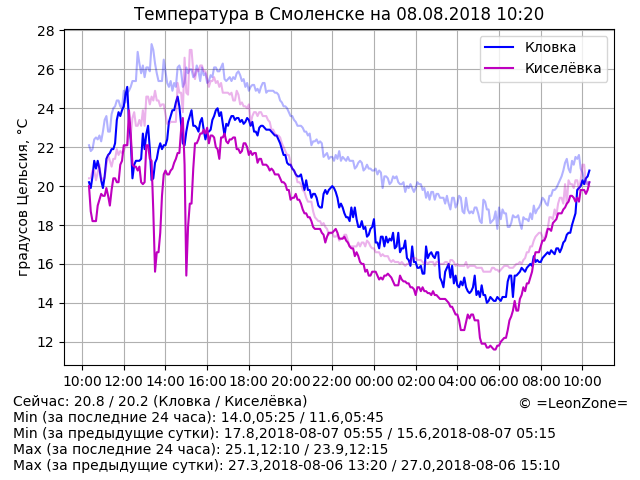 Температура в Смоленске на 08.08.2018 10:20
Кловка
Киселёвка
градусов Цельсия, °C
28
26
24
22
20
18
16
14
12
10:00 12:00 14:00 16:00 18:00 20:00 22:00 00:00 02:00 04:00 06:00 08:00 10:00
Сейчас: 20.8 / 20.2 (Кловка / Киселёвка)
© =LeonZone=
Min (за последние 24 часа): 14.0,05:25 / 11.6,05:45
Min (за предыдущие сутки): 17.8,2018-08-07 05:55 / 15.6,2018-08-07 05:15
Max (за последние 24 часа): 25.1,12:10 / 23.9,12:15
Max (за предыдущие сутки): 27.3,2018-08-06 13:20 / 27.0,2018-08-06 15:10